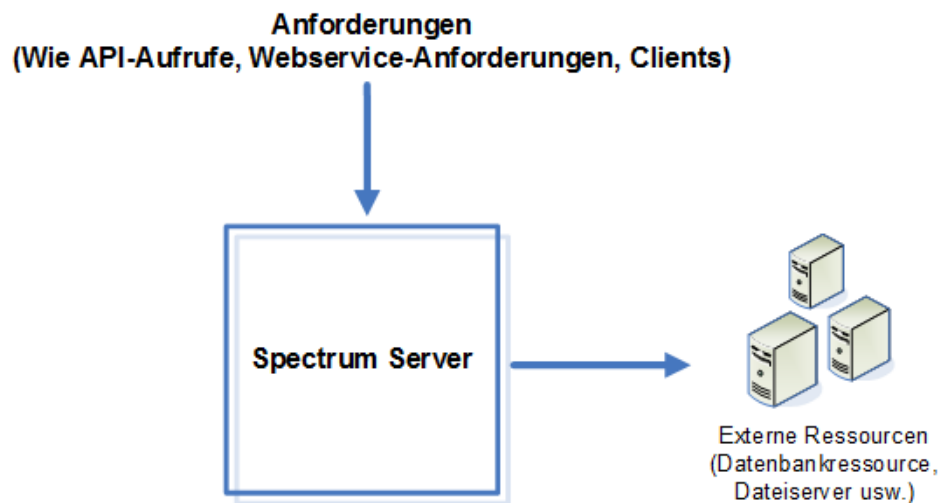 Anforderungen
(Wie API-Aufrufe, Webservice-Anforderungen, Clients)
Spectrum Server
Externe Ressourcen
(Datenbankressource,
Dateiserver usw.)